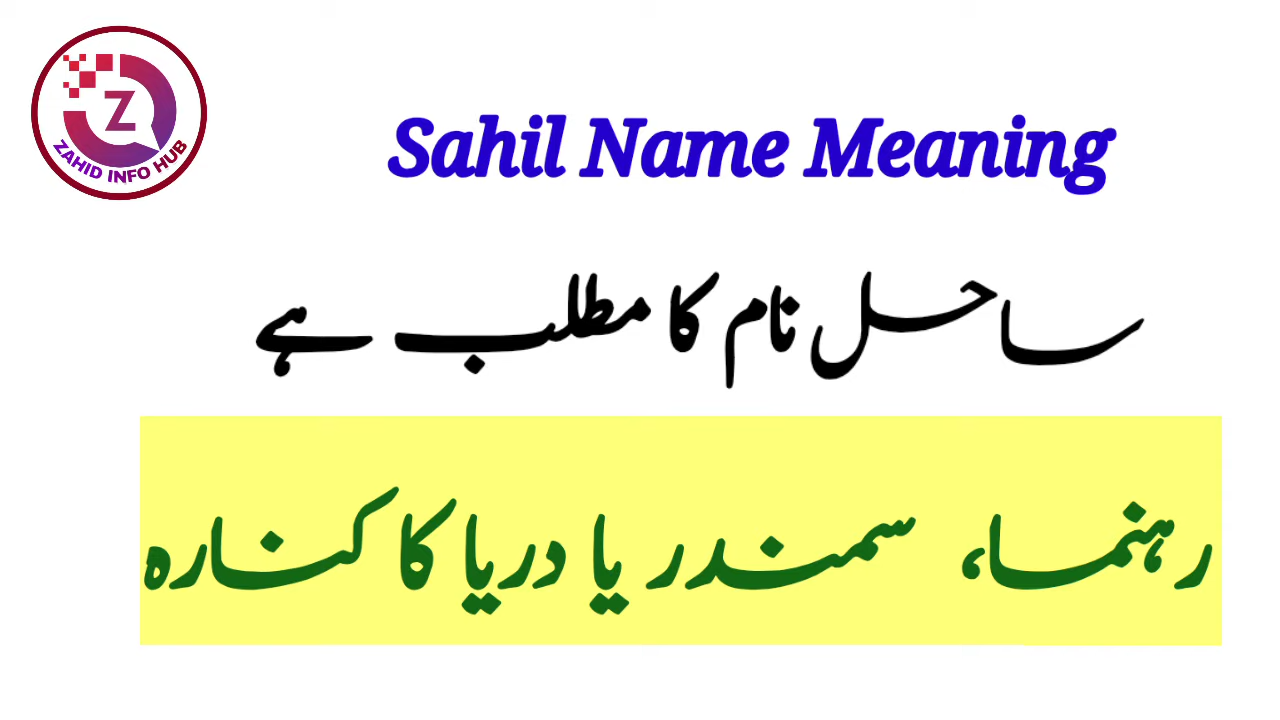 Z
ZAHID INFO HUB
Sahil Name Meaning
ساحل نام کا مطلب ہے
رہنما، سمندر یا دریا کا کنارہ